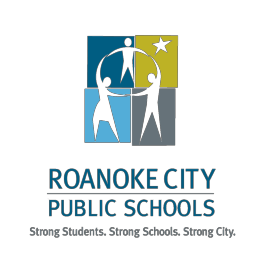 ROANOKE CITY
PUBLIC SCHOOLS
Strong Students. Strong Schools. Strong City.